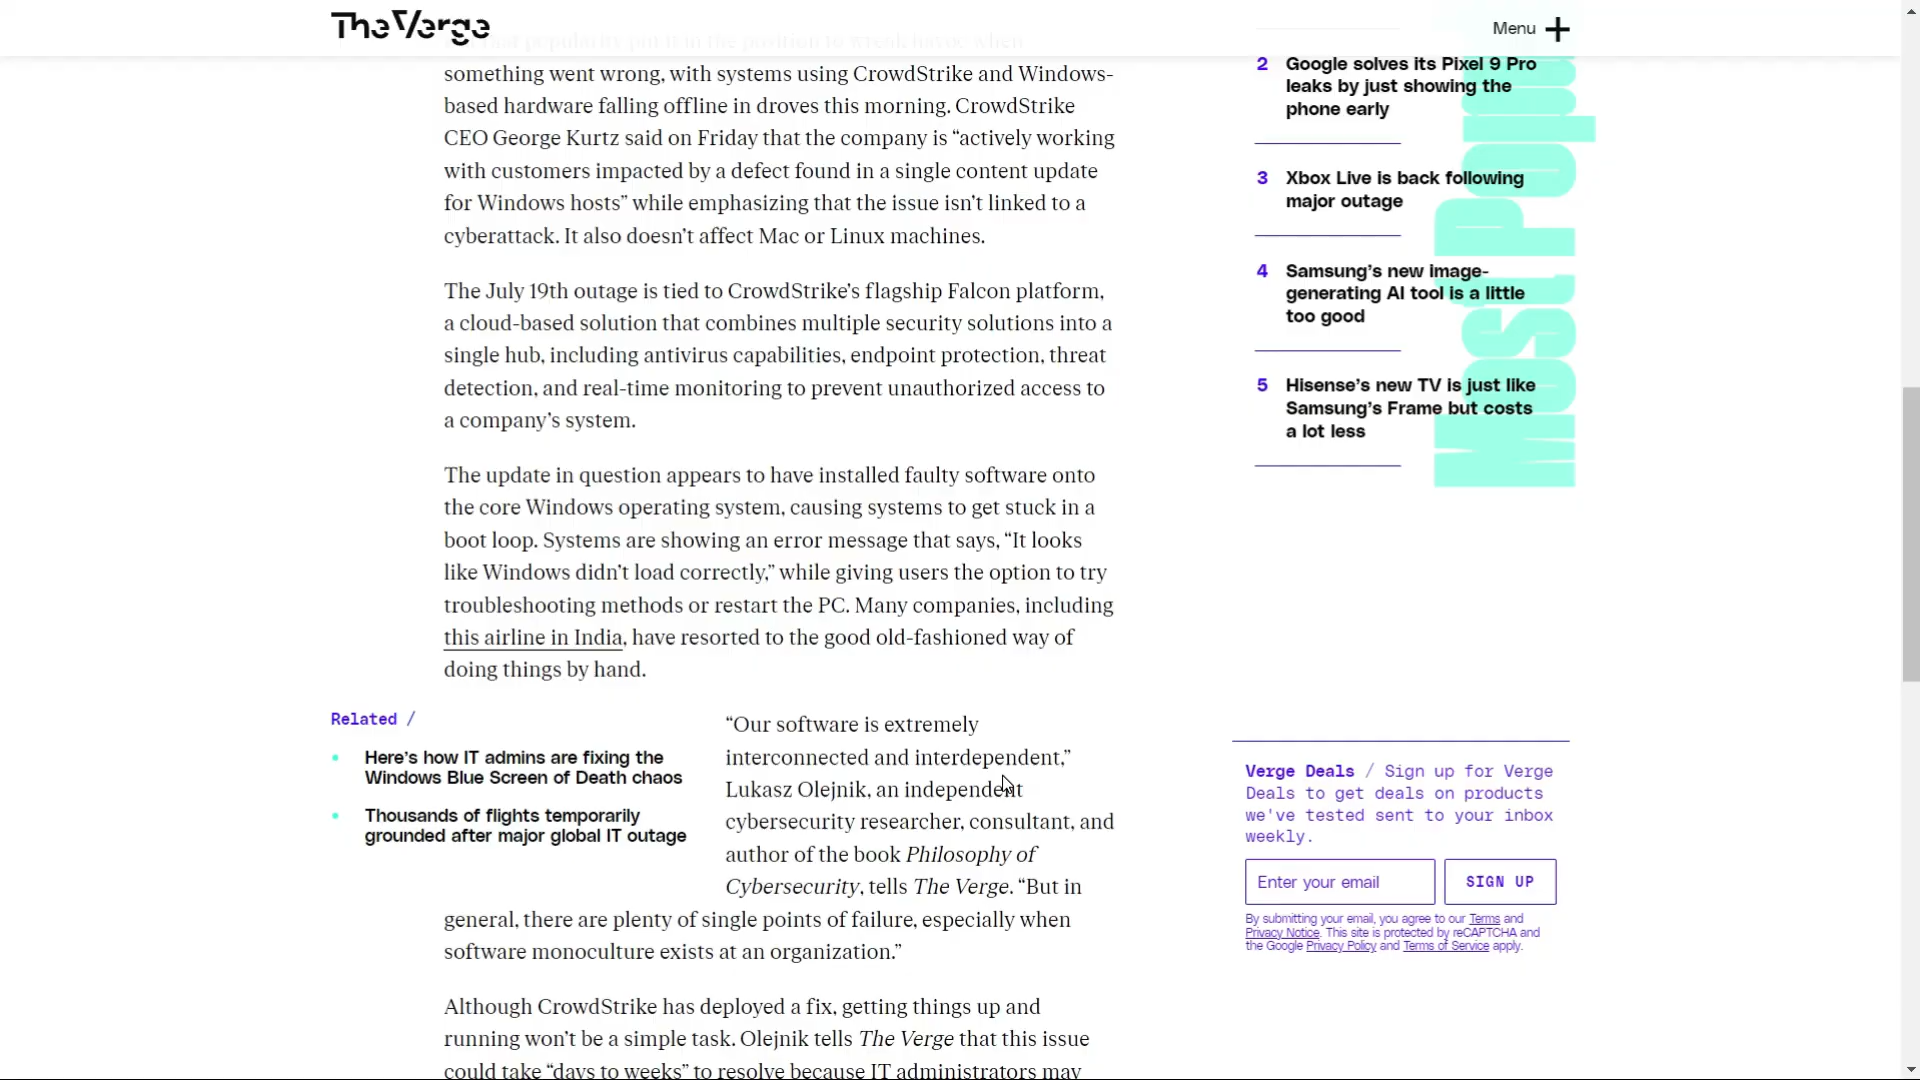 The Verge
Menu
something went wrong, with systems using CrowdStrike and Windows-
based hardware falling offline in droves this morning. CrowdStrike
CEO George Kurtz said on Friday that the company is “actively working
with customers impacted by a defect found in a single content update
for Windows hosts” while emphasizing that the issue isn’t linked to a
cyberattack. It also doesn’t affect Mac or Linux machines.
The July 19th outage is tied to CrowdStrike’s flagship Falcon platform,
a cloud-based solution that combines multiple security solutions into a
single hub, including antivirus capabilities, endpoint protection, threat
detection, and real-time monitoring to prevent unauthorized access to
a company’s system.
The update in question appears to have installed faulty software onto
the core Windows operating system, causing systems to get stuck in a
boot loop. Systems are showing an error message that says, “It looks
like Windows didn’t load correctly,” while giving users the option to try
troubleshooting methods or restart the PC. Many companies, including
this airline in India, have resorted to the good old-fashioned way of
doing things by hand.
Related /
Here’s how IT admins are fixing the
Windows Blue Screen of Death chaos
Thousands of flights temporarily
grounded after major global IT outage
“Our software is extremely
interconnected and interdependent,”
Lukasz Olejnik, an independent
cybersecurity researcher, consultant, and
author of the book Philosophy of
Cybersecurity, tells The Verge. “But in
general, there are plenty of single points of failure, especially when
software monoculture exists at an organization.”
Although CrowdStrike has deployed a fix, getting things up and
running won’t be a simple task. Olejnik tells The Verge that this issue
could take “days to weeks” to resolve because IT administrators may
Most
2 Google solves its Pixel 9 Pro
leaks by just showing the
phone early
3 Xbox Live is back following
major outage
4 Samsung’s new image-
generating AI tool is a little
too good
5 Hisense’s new TV is just like
Samsung’s Frame but costs
a lot less
Verge Deals / Sign up for Verge
Deals to get deals on products
we've tested sent to your inbox
weekly.
Enter your email
SIGN UP
By submitting your email, you agree to our Terms and
Privacy Notice. This site is protected by reCAPTCHA and
the Google Privacy Policy and Terms of Service apply.